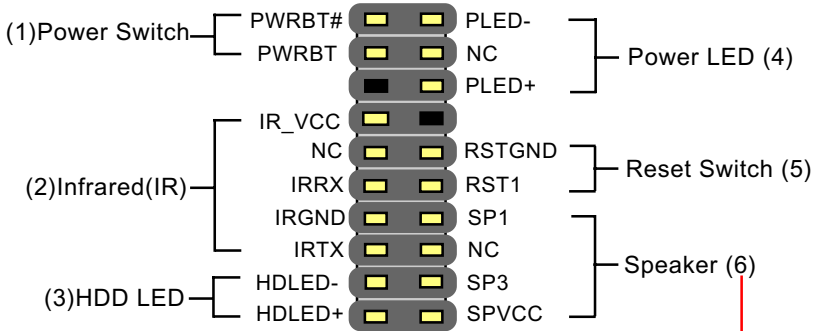 PWRBT#
PLED-
(1)Power Switch
PWRBT
NC
Power LED (4)
PLED+
IR_VCC
NC
RSTGND
Reset Switch (5)
(2)Infrared(IR)
IRRX
RST1
IRGND
SP1
IRTX
NC
Speaker (6)
HDLED-
SP3
(3)HDD LED
HDLED+
SPVCC